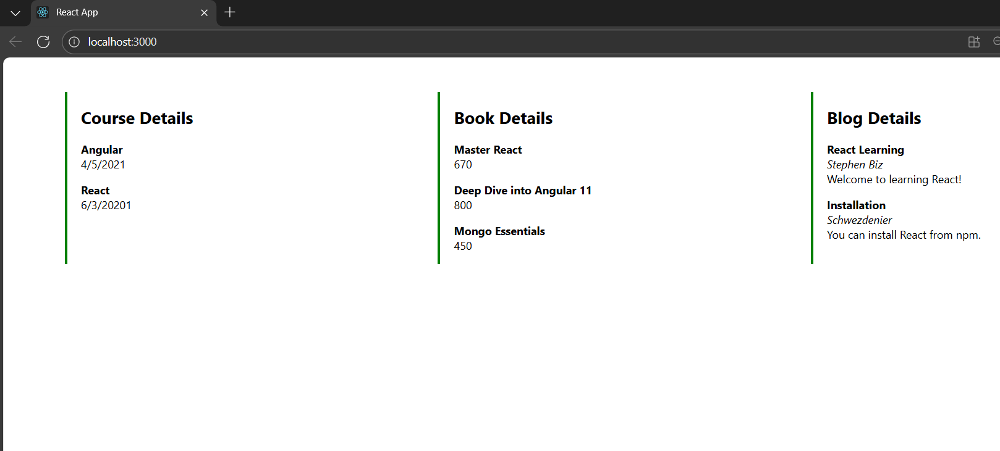 React App
localhost:3000
Course Details
Angular
4/5/2021
React
6/3/20201
Book Details
Master React
670
Deep Dive into Angular 11
800
Mongo Essentials
450
Blog Details
React Learning
Stephen Biz
Welcome to learning React!
Installation
Schwezdenier
You can install React from npm.